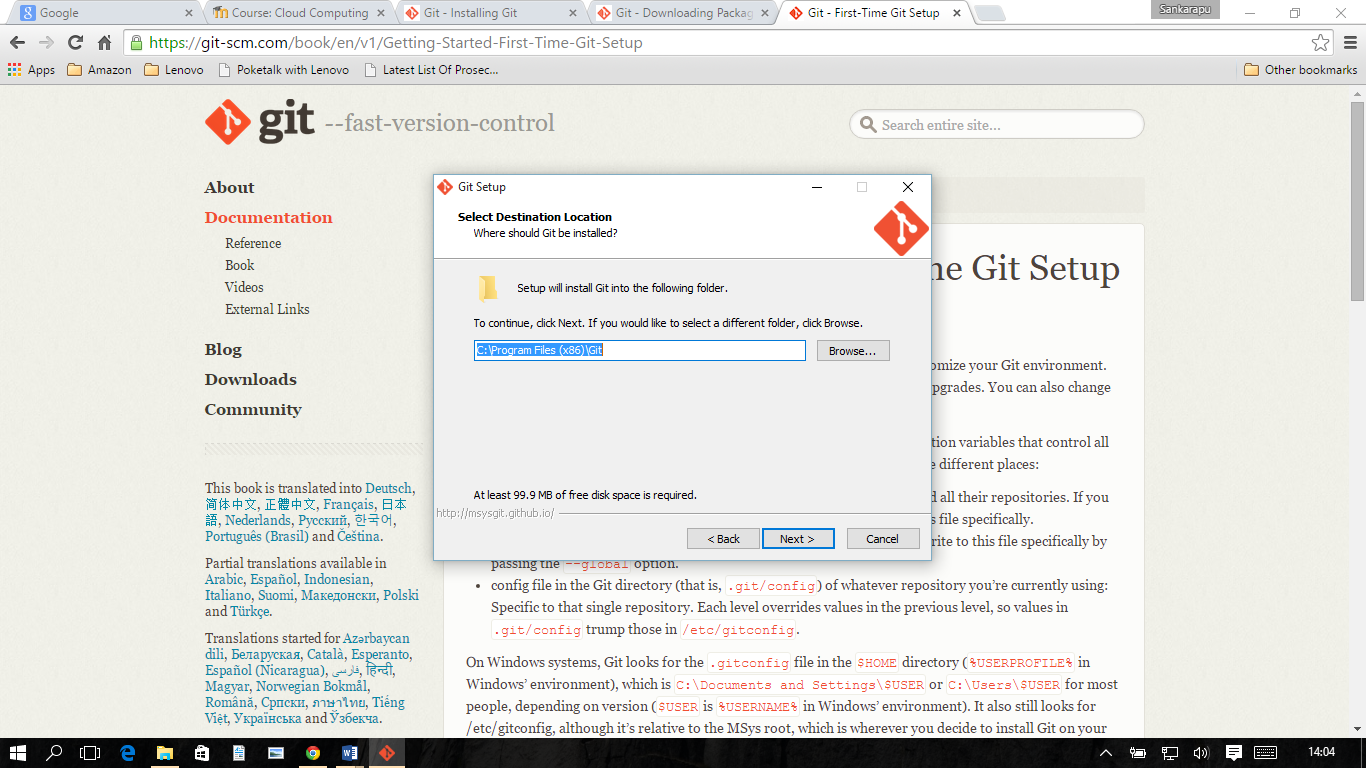 Google
Course: Cloud Computing
Git - Installing Git
Git - Downloading Packag
Git - First-Time Git Setup
Sankarapu
https://git-scm.com/book/en/v1/Getting-Started-First-Time-Git-Setup
Apps
Amazon
Lenovo
Poketalk with Lenovo
Latest List Of Prosec...
Other bookmarks
git --fast-version-control
Search entire site...
About
Documentation
Reference
Book
Videos
External Links
Blog
Downloads
Community
This book is translated into Deutsch,
简体中文, 正體中文, Français, 日本
語, Nederlands, Русский, 한국어,
Português (Brasil) and Čeština.
Partial translations available in
Arabic, Español, Indonesian,
Italiano, Suomi, Македонски, Polski
and Türkçe.
Translations started for Azərbaycan
dili, Беларуская, Català, Esperanto,
Español (Nicaragua), فارسی, हिन्दी,
Magyar, Norwegian Bokmål,
Română, Српски, ภาษาไทย, Tiếng
Việt, Українська and Ўзбекча.
Git Setup
Select Destination Location
Where should Git be installed?
Setup will install Git into the following folder.
To continue, click Next. If you would like to select a different folder, click Browse.
C:\Program Files (x86)\Git
Browse...
At least 99.9 MB of free disk space is required.
http://msysgit.github.io/
< Back
Next >
Cancel
ne Git Setup
omize your Git environment.
pgrades. You can also change
tion variables that control all
e different places:
d all their repositories. If you
s file specifically.
rite to this file specifically by
passing the --global option.
• config file in the Git directory (that is, .git/config) of whatever repository you’re currently using:
Specific to that single repository. Each level overrides values in the previous level, so values in
.git/config trump those in /etc/gitconfig.
On Windows systems, Git looks for the .gitconfig file in the $HOME directory (%USERPROFILE% in
Windows’ environment), which is C:\Documents and Settings\$USER or C:\Users\$USER for most
people, depending on version ($USER is %USERNAME% in Windows’ environment). It also still looks for
/etc/gitconfig, although it’s relative to the MSys root, which is wherever you decide to install Git on your
14:04